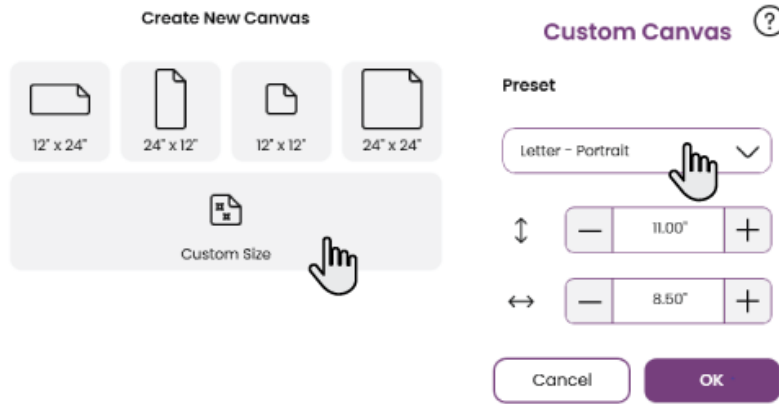 Create New Canvas
12" x 24"
24" x 12"
12" x 12"
24" x 24"
Custom Size
Custom Canvas
?
Preset
Letter - Portrait
11.00"
8.50"
Cancel
OK